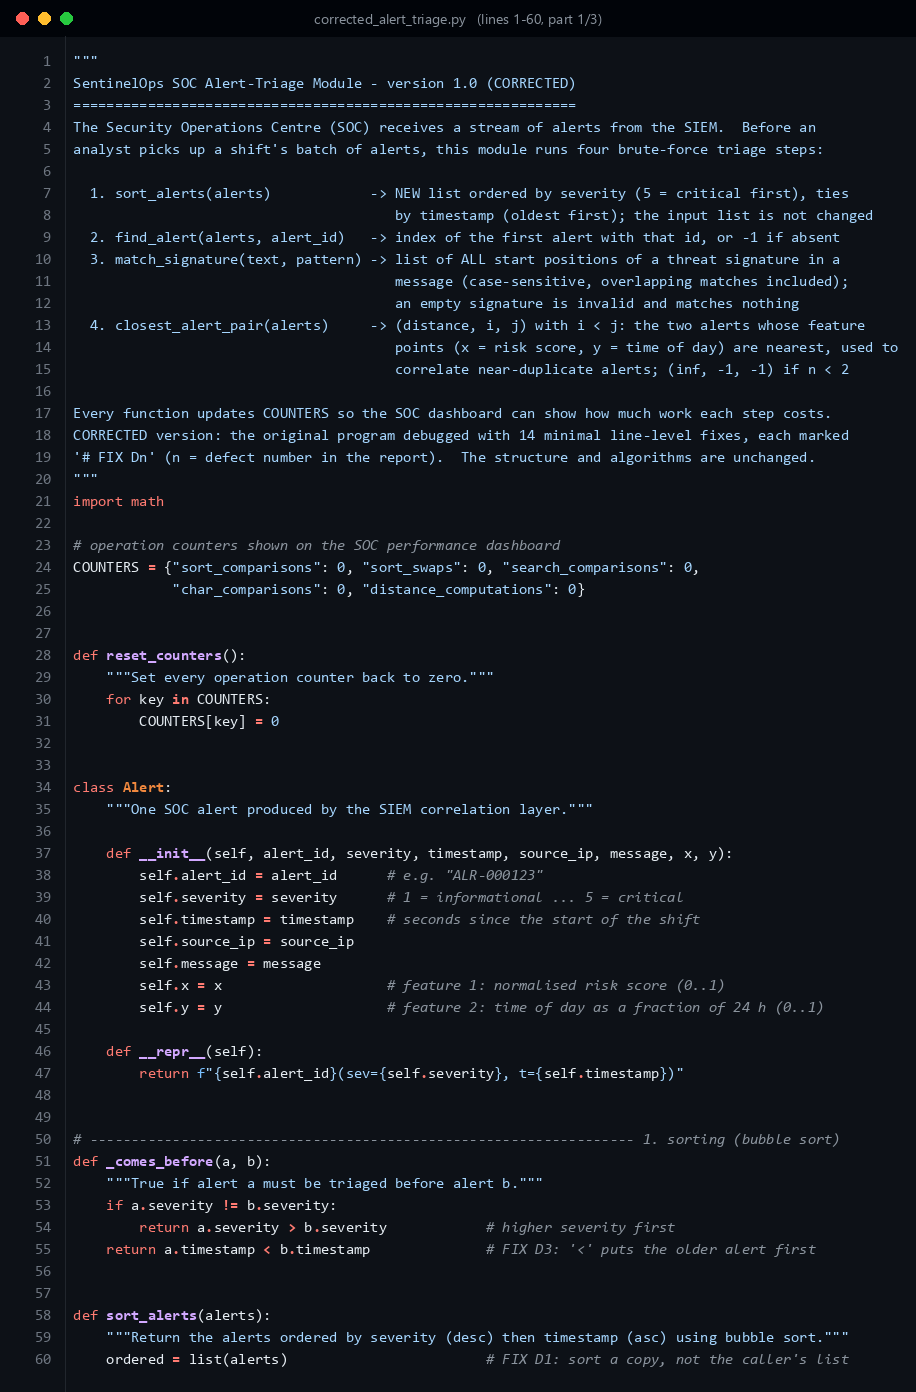 corrected_alert_triage.py (lines 1-60, part 1/3)
1 """
2 SentinelOps SOC Alert-Triage Module - version 1.0 (CORRECTED)
3 =============================================================
4 The Security Operations Centre (SOC) receives a stream of alerts from the SIEM.  Before an
5 analyst picks up a shift's batch of alerts, this module runs four brute-force triage steps:
6
7   1. sort_alerts(alerts)            -> NEW list ordered by severity (5 = critical first), ties
8                                        by timestamp (oldest first); the input list is not changed
9   2. find_alert(alerts, alert_id)   -> index of the first alert with that id, or -1 if absent
10   3. match_signature(text, pattern) -> list of ALL start positions of a threat signature in a
11                                        message (case-sensitive, overlapping matches included);
12                                        an empty signature is invalid and matches nothing
13   4. closest_alert_pair(alerts)     -> (distance, i, j) with i < j: the two alerts whose feature
14                                        points (x = risk score, y = time of day) are nearest, used to
15                                        correlate near-duplicate alerts; (inf, -1, -1) if n < 2
16
17 Every function updates COUNTERS so the SOC dashboard can show how much work each step costs.
18 CORRECTED version: the original program debugged with 14 minimal line-level fixes, each marked
19 '# FIX Dn' (n = defect number in the report).  The structure and algorithms are unchanged.
20 """
21 import math
22
23 # operation counters shown on the SOC performance dashboard
24 COUNTERS = {"sort_comparisons": 0, "sort_swaps": 0, "search_comparisons": 0,
25             "char_comparisons": 0, "distance_computations": 0}
26
27
28 def reset_counters():
29     """Set every operation counter back to zero."""
30     for key in COUNTERS:
31         COUNTERS[key] = 0
32
33
34 class Alert:
35     """One SOC alert produced by the SIEM correlation layer."""
36
37     def __init__(self, alert_id, severity, timestamp, source_ip, message, x, y):
38         self.alert_id = alert_id      # e.g. "ALR-000123"
39         self.severity = severity      # 1 = informational ... 5 = critical
40         self.timestamp = timestamp    # seconds since the start of the shift
41         self.source_ip = source_ip
42         self.message = message
43         self.x = x                    # feature 1: normalised risk score (0..1)
44         self.y = y                    # feature 2: time of day as a fraction of 24 h (0..1)
45
46     def __repr__(self):
47         return f"{self.alert_id}(sev={self.severity}, t={self.timestamp})"
48
49
50 # ------------------------------------------------------------------ 1. sorting (bubble sort)
51 def _comes_before(a, b):
52     """True if alert a must be triaged before alert b."""
53     if a.severity != b.severity:
54         return a.severity > b.severity            # higher severity first
55     return a.timestamp < b.timestamp              # FIX D3: '<' puts the older alert first
56
57
58 def sort_alerts(alerts):
59     """Return the alerts ordered by severity (desc) then timestamp (asc) using bubble sort."""
60     ordered = list(alerts)                        # FIX D1: sort a copy, not the caller's list